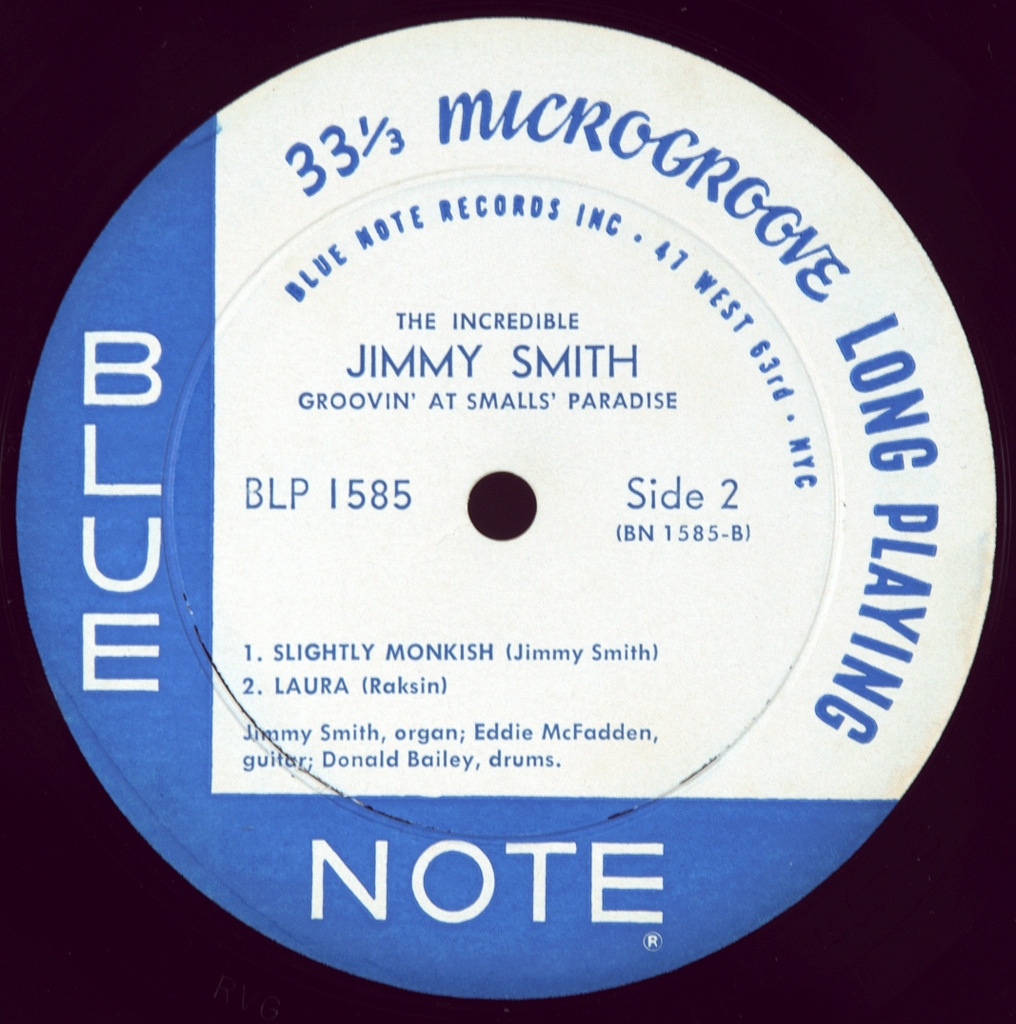 33⅓ MICROGROOVE LONG PLAYING
BLUE NOTE RECORDS INC • 47 WEST 63rd • NYC
THE INCREDIBLE
JIMMY SMITH
GROOVIN' AT SMALLS' PARADISE
BLP 1585
Side 2
(BN 1585-B)
1. SLIGHTLY MONKISH (Jimmy Smith)
2. LAURA (Raksin)
Jimmy Smith, organ; Eddie McFadden,
guitar; Donald Bailey, drums.
BLUE
NOTE
®
RVG